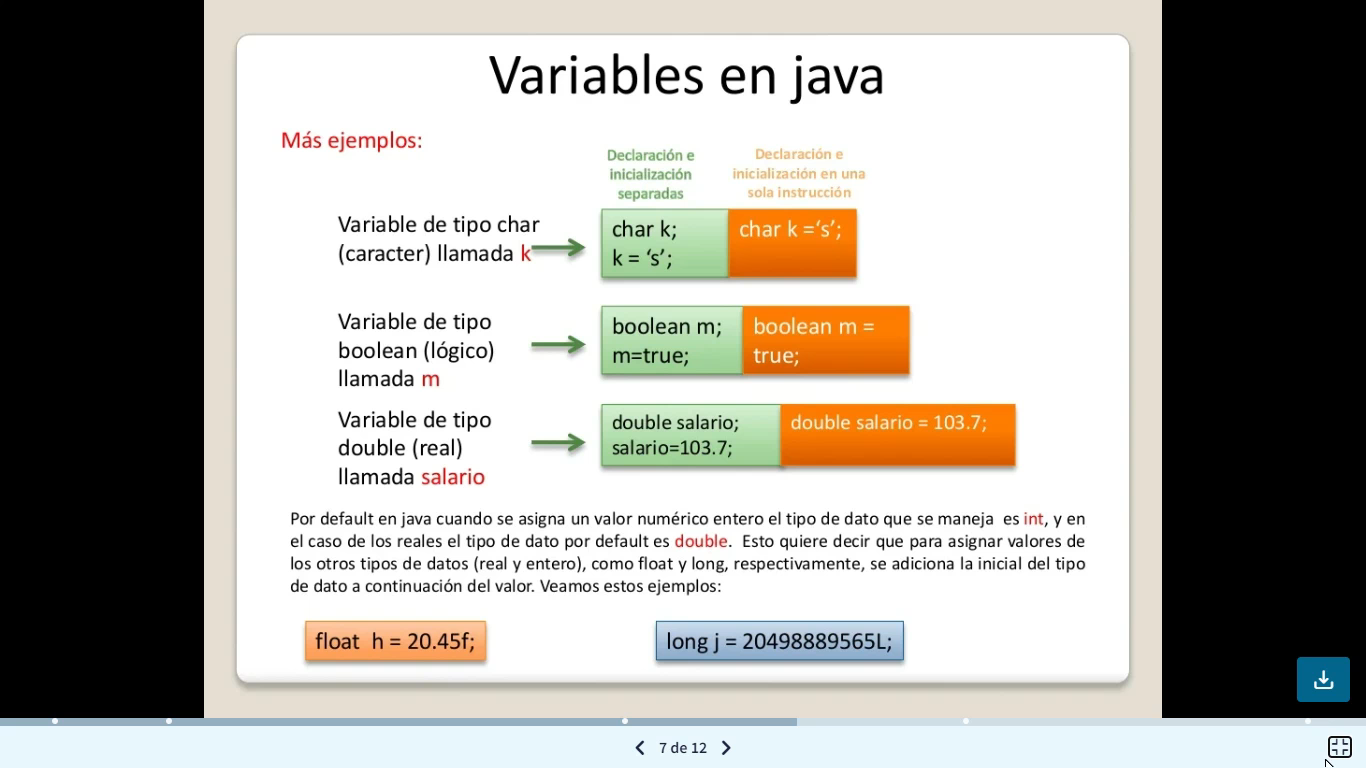 Variables en java
Más ejemplos:
Declaración e
inicialización
separadas
Declaración e
inicialización en una
sola instrucción
Variable de tipo char
(caracter) llamada k
char k;
k = ‘s’;
char k =‘s’;
Variable de tipo
boolean (lógico)
llamada m
boolean m;
m=true;
boolean m =
true;
Variable de tipo
double (real)
llamada salario
double salario;
salario=103.7;
double salario = 103.7;
Por default en java cuando se asigna un valor numérico entero el tipo de dato que se maneja es int, y en
el caso de los reales el tipo de dato por default es double. Esto quiere decir que para asignar valores de
los otros tipos de datos (real y entero), como float y long, respectivamente, se adiciona la inicial del tipo
de dato a continuación del valor. Veamos estos ejemplos:
float h = 20.45f;
long j = 20498889565L;
7 de 12